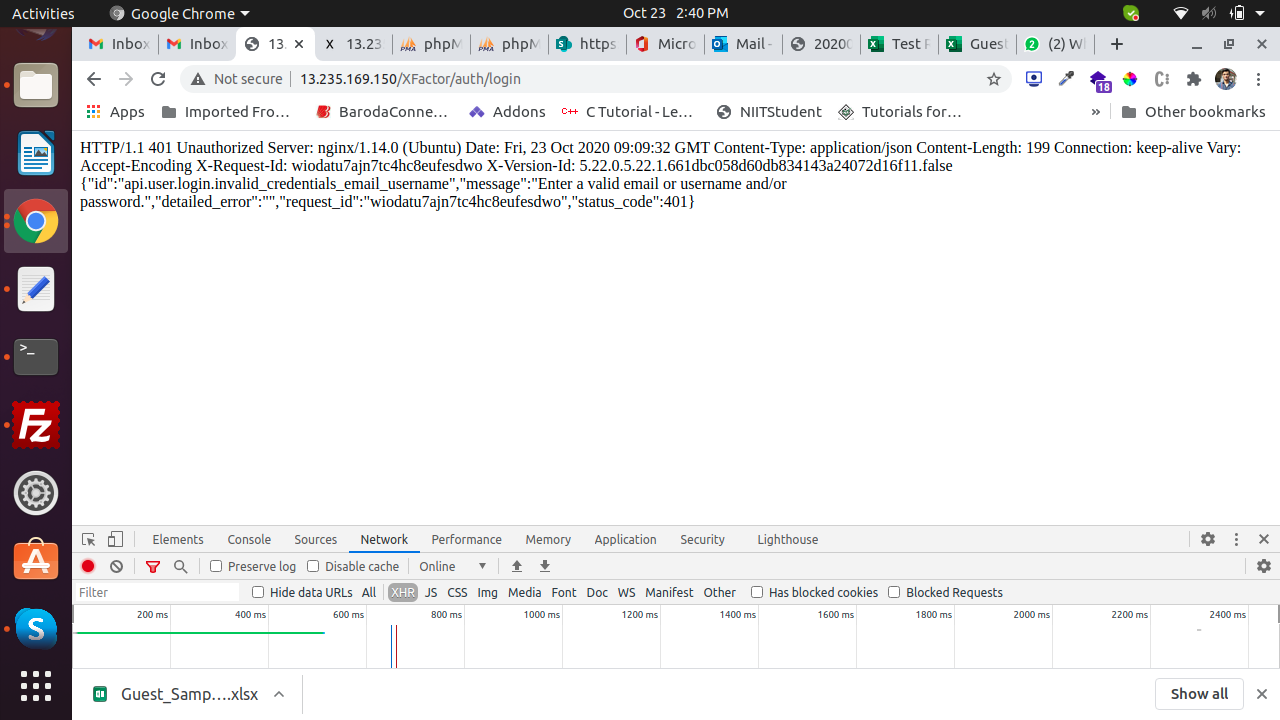 Activities Google Chrome Oct 23 2:40 PM
Inbox Inbox 13. X 13.23 phpM phpM https Micro Mail - 2020 Test F Guest (2) W
Not secure 13.235.169.150/XFactor/auth/login 18
Apps Imported Fro… BarodaConne… Addons C++ C Tutorial - Le… NIITStudent Tutorials for… » Other bookmarks
HTTP/1.1 401 Unauthorized Server: nginx/1.14.0 (Ubuntu) Date: Fri, 23 Oct 2020 09:09:32 GMT Content-Type: application/json Content-Length: 199 Connection: keep-alive Vary:
Accept-Encoding X-Request-Id: wiodatu7ajn7tc4hc8eufesdwo X-Version-Id: 5.22.0.5.22.1.661dbc058d60db834143a24072d16f11.false
{"id":"api.user.login.invalid_credentials_email_username","message":"Enter a valid email or username and/or
password.","detailed_error":"","request_id":"wiodatu7ajn7tc4hc8eufesdwo","status_code":401}
Elements Console Sources Network Performance Memory Application Security Lighthouse
Preserve log Disable cache Online
Filter Hide data URLs All XHR JS CSS Img Media Font Doc WS Manifest Other Has blocked cookies Blocked Requests
200 ms 400 ms 600 ms 800 ms 1000 ms 1200 ms 1400 ms 1600 ms 1800 ms 2000 ms 2200 ms 2400 ms
Guest_Samp….xlsx Show all